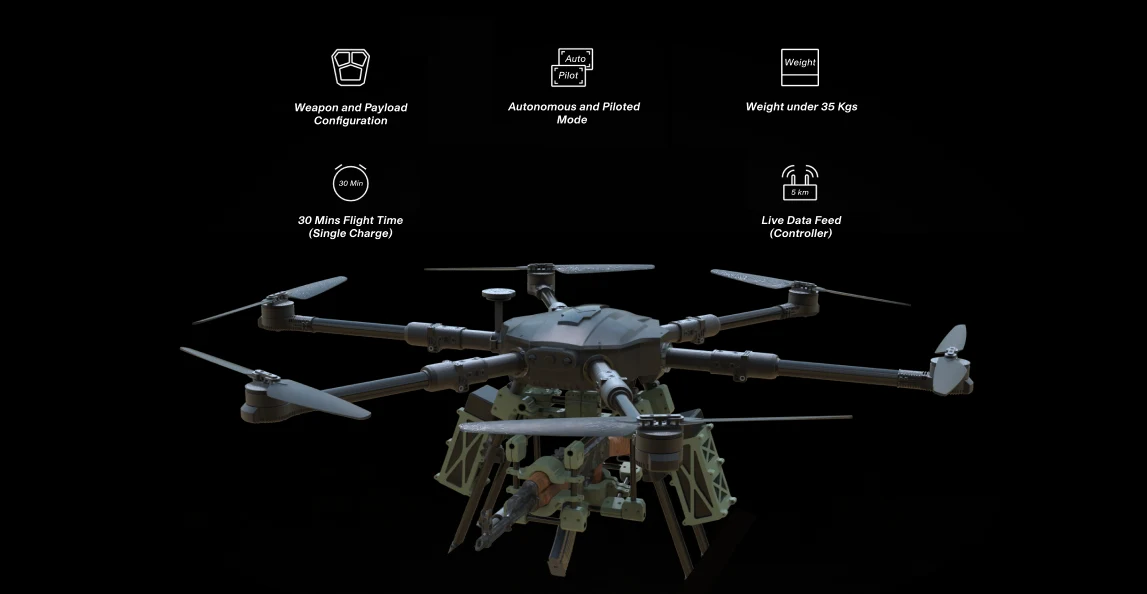 Auto
Pilot
Weight
Weapon and Payload
Configuration
Autonomous and Piloted
Mode
Weight under 35 Kgs
30 Min
5 km
30 Mins Flight Time
(Single Charge)
Live Data Feed
(Controller)